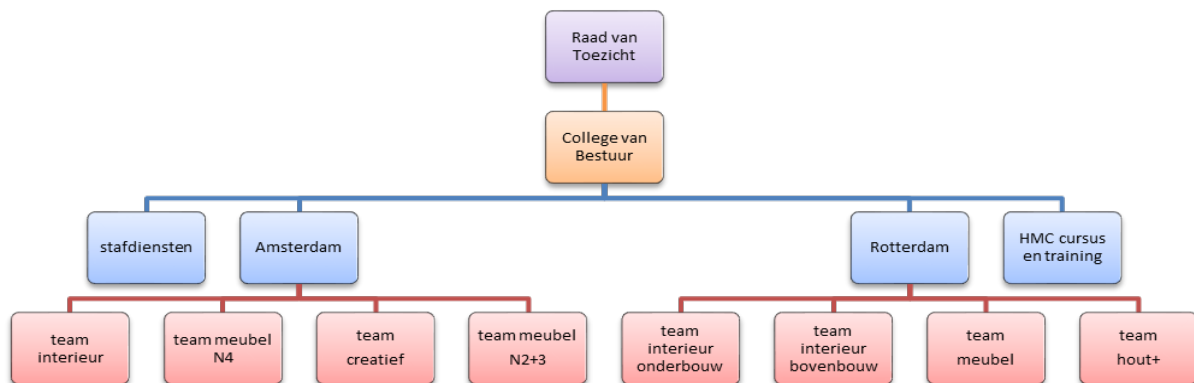 Raad van
Toezicht
College van
Bestuur
stafdiensten
Amsterdam
Rotterdam
HMC cursus
en training
team
interieur
team meubel
N4
team
creatief
team meubel
N2+3
team
interieur
onderbouw
team
interieur
bovenbouw
team
meubel
team
hout+